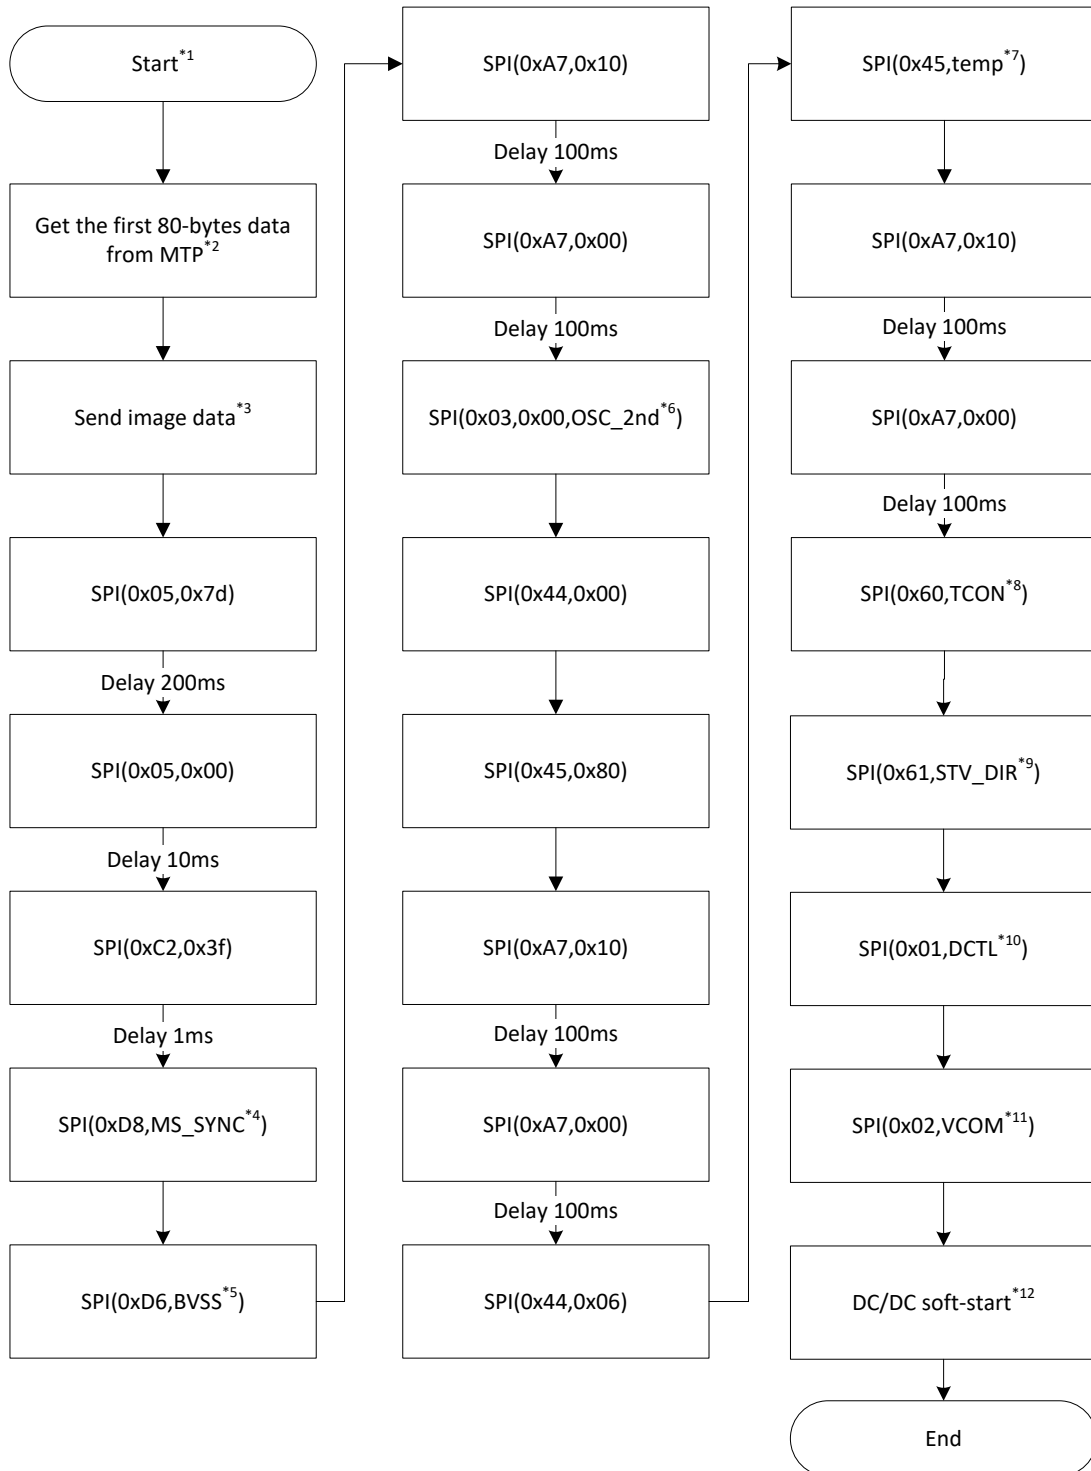 Start*1
Get the first 80-bytes data
from MTP*2
Send image data*3
SPI(0x05,0x7d)
Delay 200ms
SPI(0x05,0x00)
Delay 10ms
SPI(0xC2,0x3f)
Delay 1ms
SPI(0xD8,MS_SYNC*4)
SPI(0xD6,BVSS*5)
SPI(0xA7,0x10)
Delay 100ms
SPI(0xA7,0x00)
Delay 100ms
SPI(0x03,0x00,OSC_2nd*6)
SPI(0x44,0x00)
SPI(0x45,0x80)
SPI(0xA7,0x10)
Delay 100ms
SPI(0xA7,0x00)
Delay 100ms
SPI(0x44,0x06)
SPI(0x45,temp*7)
SPI(0xA7,0x10)
Delay 100ms
SPI(0xA7,0x00)
Delay 100ms
SPI(0x60,TCON*8)
SPI(0x61,STV_DIR*9)
SPI(0x01,DCTL*10)
SPI(0x02,VCOM*11)
DC/DC soft-start*12
End